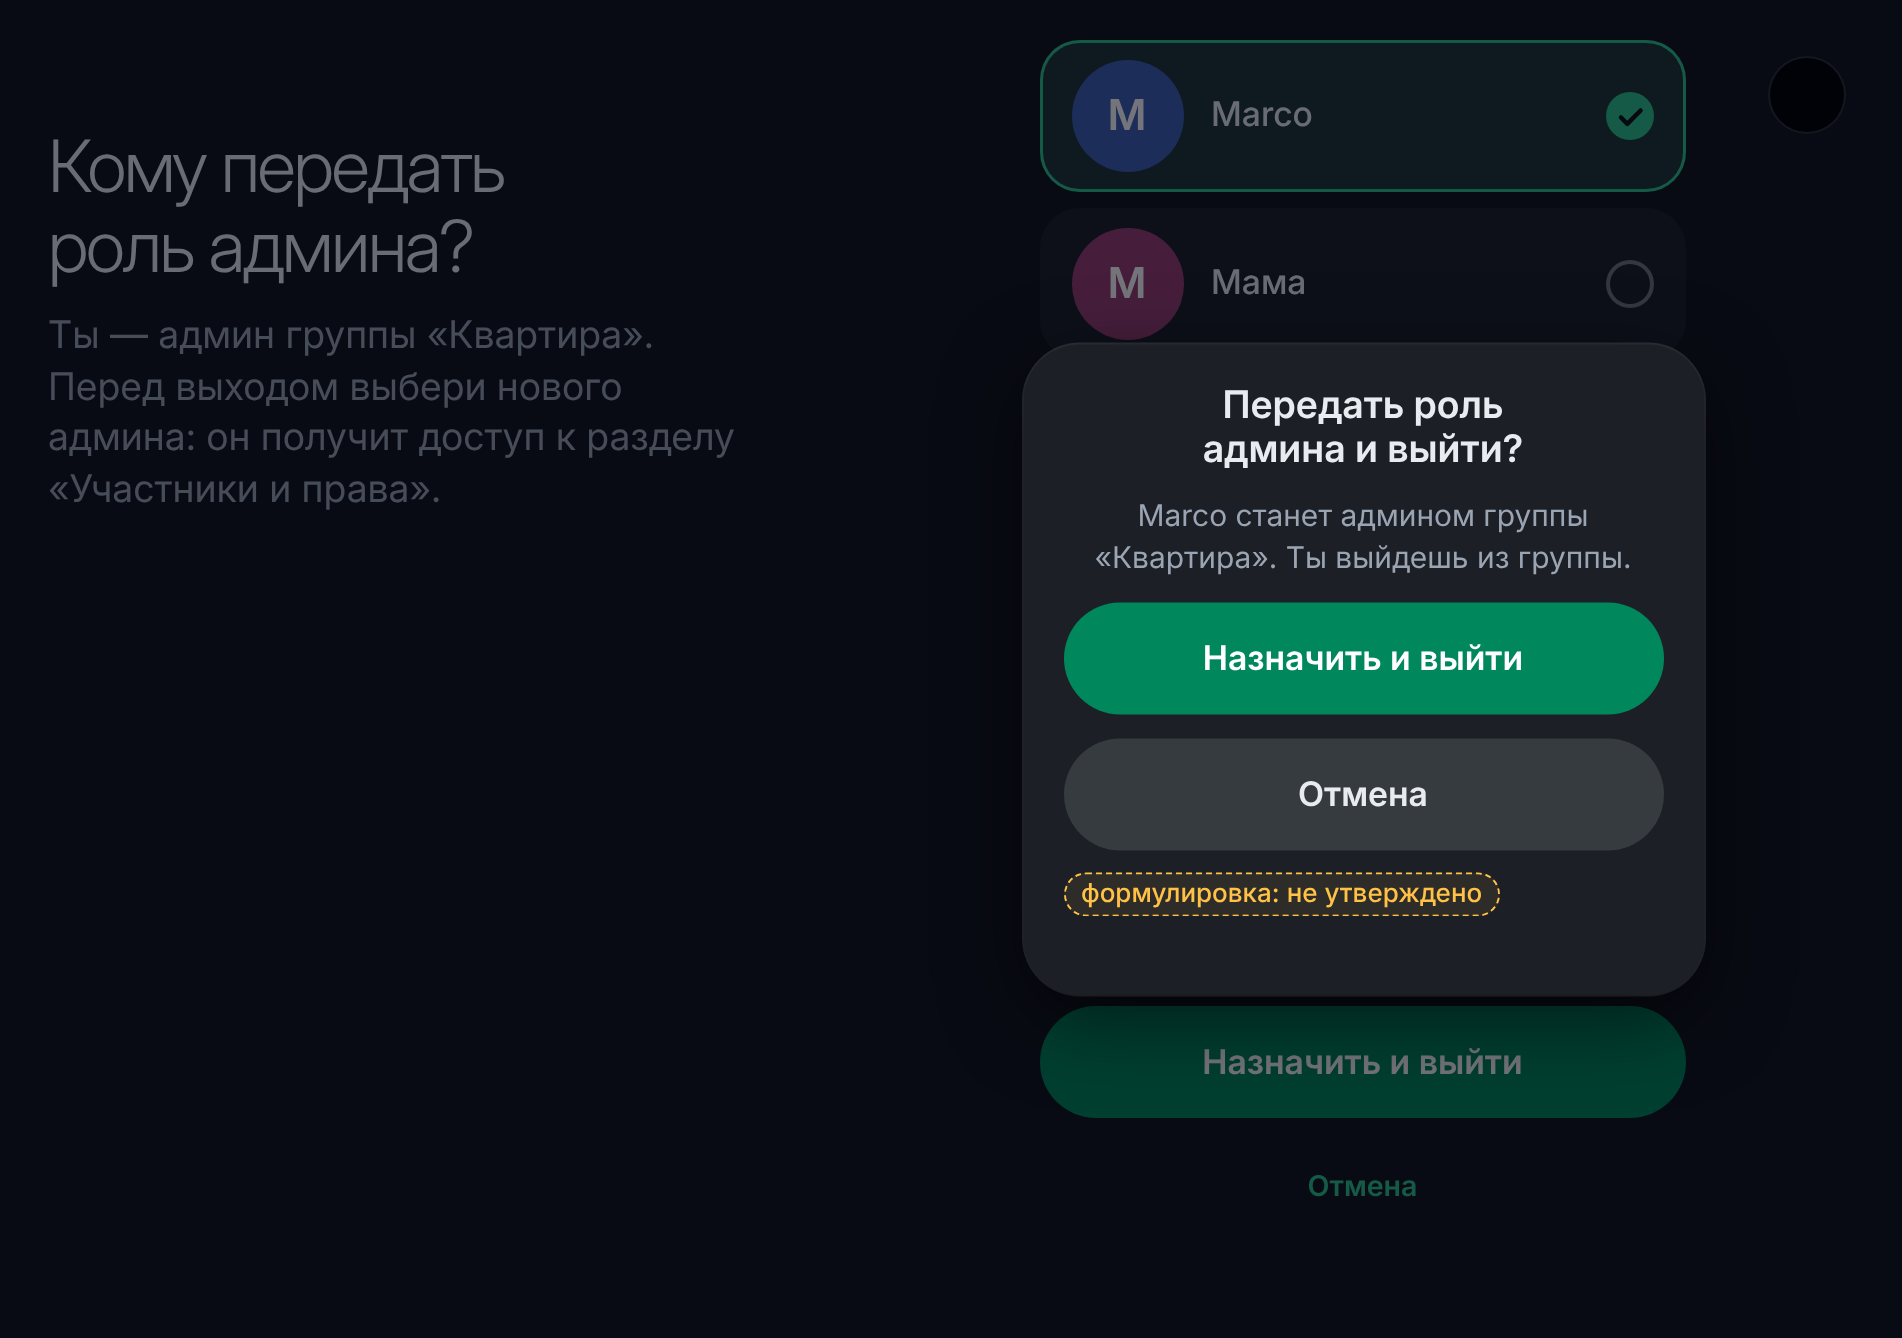 Кому передать
роль админа?
Ты — админ группы «Квартира».
Перед выходом выбери нового
админа: он получит доступ к разделу
«Участники и права».
M
Marco
М
Мама
Передать роль
админа и выйти?
Marco станет админом группы
«Квартира». Ты выйдешь из группы.
Назначить и выйти
Отмена
формулировка: не утверждено
Назначить и выйти
Отмена